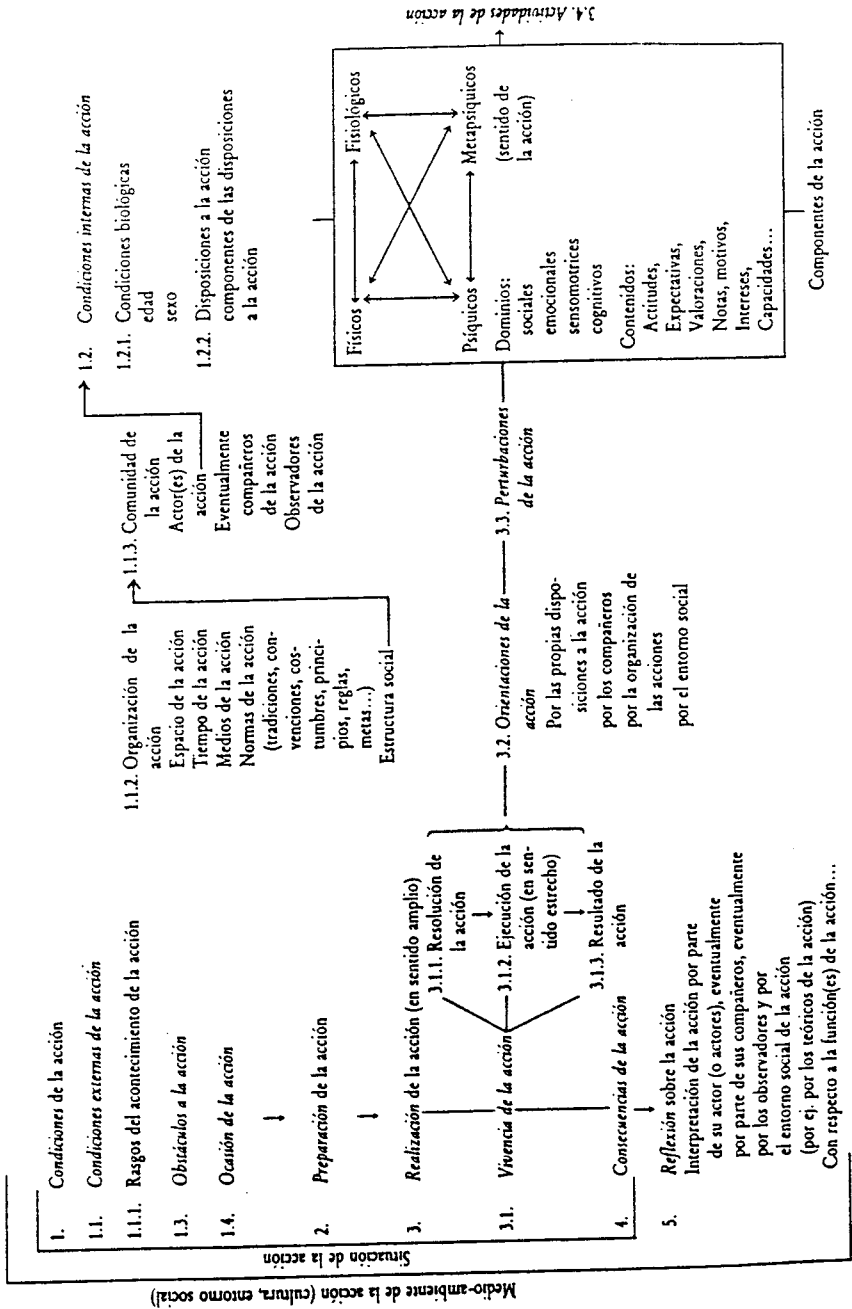 Medio-ambiente de la acción (cultura, entorno social)
Situación de la acción
1. Condiciones de la acción
1.1. Condiciones externas de la acción
1.1.1. Rasgos del acontecimiento de la acción
1.3. Obstáculos a la acción
1.4. Ocasión de la acción
2. Preparación de la acción
3. Realización de la acción (en sentido amplio)
3.1. Vivencia de la acción
3.1.1. Resolución de
la acción
3.1.2. Ejecución de la
acción (en sen-
tido estrecho)
3.1.3. Resultado de la
acción
4. Consecuencias de la acción
5. Reflexión sobre la acción
Interpretación de la acción por parte
de su actor (o actores), eventualmente
por parte de sus compañeros, eventualmente
por los observadores y por
el entorno social de la acción
(por ej. por los teóricos de la acción)
Con respecto a la función(es) de la acción...
1.1.2. Organización de la
acción
Espacio de la acción
Tiempo de la acción
Medios de la acción
Normas de la acción
(tradiciones, con-
venciones, cos-
tumbres, princi-
pios, reglas,
metas...)
Estructura social
1.1.3. Comunidad de
la acción
Actor(es) de la
acción
Eventualmente
compañeros
de la acción
Observadores
de la acción
1.2. Condiciones internas de la acción
1.2.1. Condiciones biológicas
edad
sexo
1.2.2. Disposiciones a la acción
componentes de las disposiciones
a la acción
3.2. Orientaciones de la
acción
Por las propias dispo-
siciones a la acción
por los compañeros
por la organización de
las acciones
por el entorno social
3.3. Perturbaciones
de la acción
Físicos
Fisiológicos
Psíquicos
Metapsíquicos
(sentido de
la acción)
Dominios:
sociales
emocionales
sensomotrices
cognitivos
Contenidos:
Actitudes,
Expectativas,
Valoraciones,
Notas, motivos,
Intereses,
Capacidades...
Componentes de la acción
3.4. Actividades de la acción